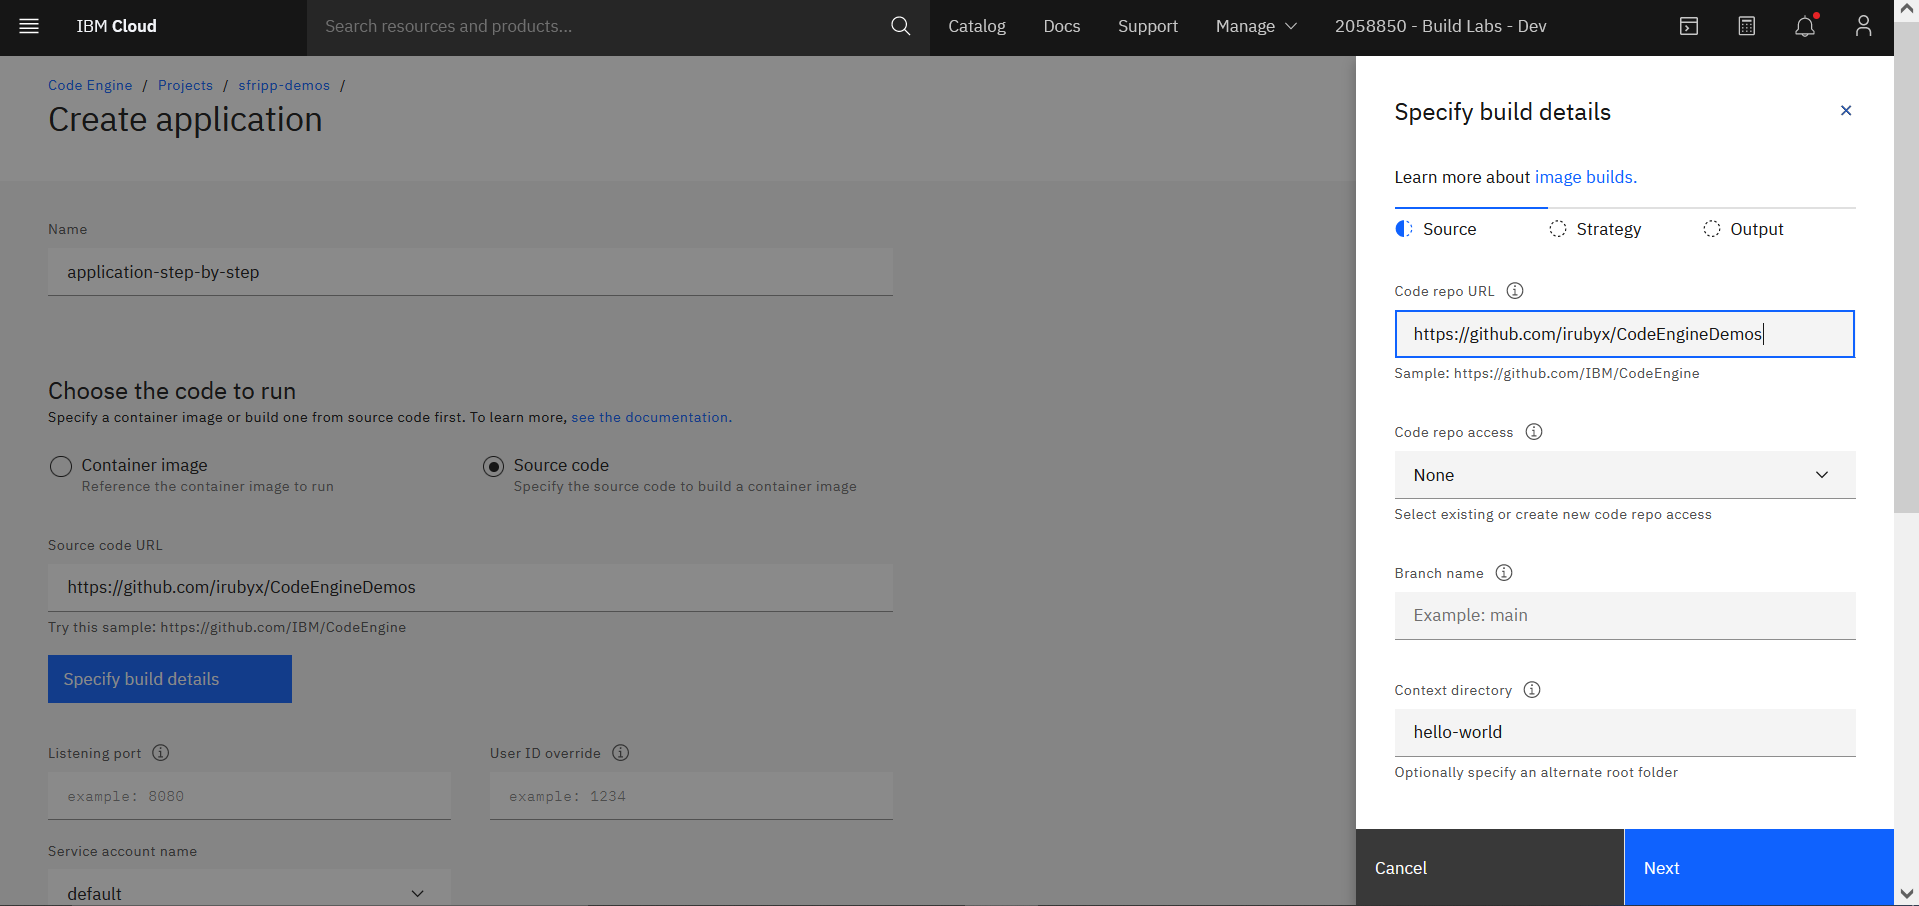 IBM Cloud
Search resources and products...
Catalog
Docs
Support
Manage
2058850 - Build Labs - Dev
Code Engine / Projects / sfripp-demos /
Create application
Name
application-step-by-step
Choose the code to run
Specify a container image or build one from source code first. To learn more, see the documentation.
Container image
Reference the container image to run
Source code
Specify the source code to build a container image
Source code URL
https://github.com/irubyx/CodeEngineDemos
Try this sample: https://github.com/IBM/CodeEngine
Specify build details
Listening port
example: 8080
User ID override
example: 1234
Service account name
default
Specify build details
Learn more about image builds.
Source
Strategy
Output
Code repo URL
https://github.com/irubyx/CodeEngineDemos
Sample: https://github.com/IBM/CodeEngine
Code repo access
None
Select existing or create new code repo access
Branch name
Example: main
Context directory
hello-world
Optionally specify an alternate root folder
Cancel
Next